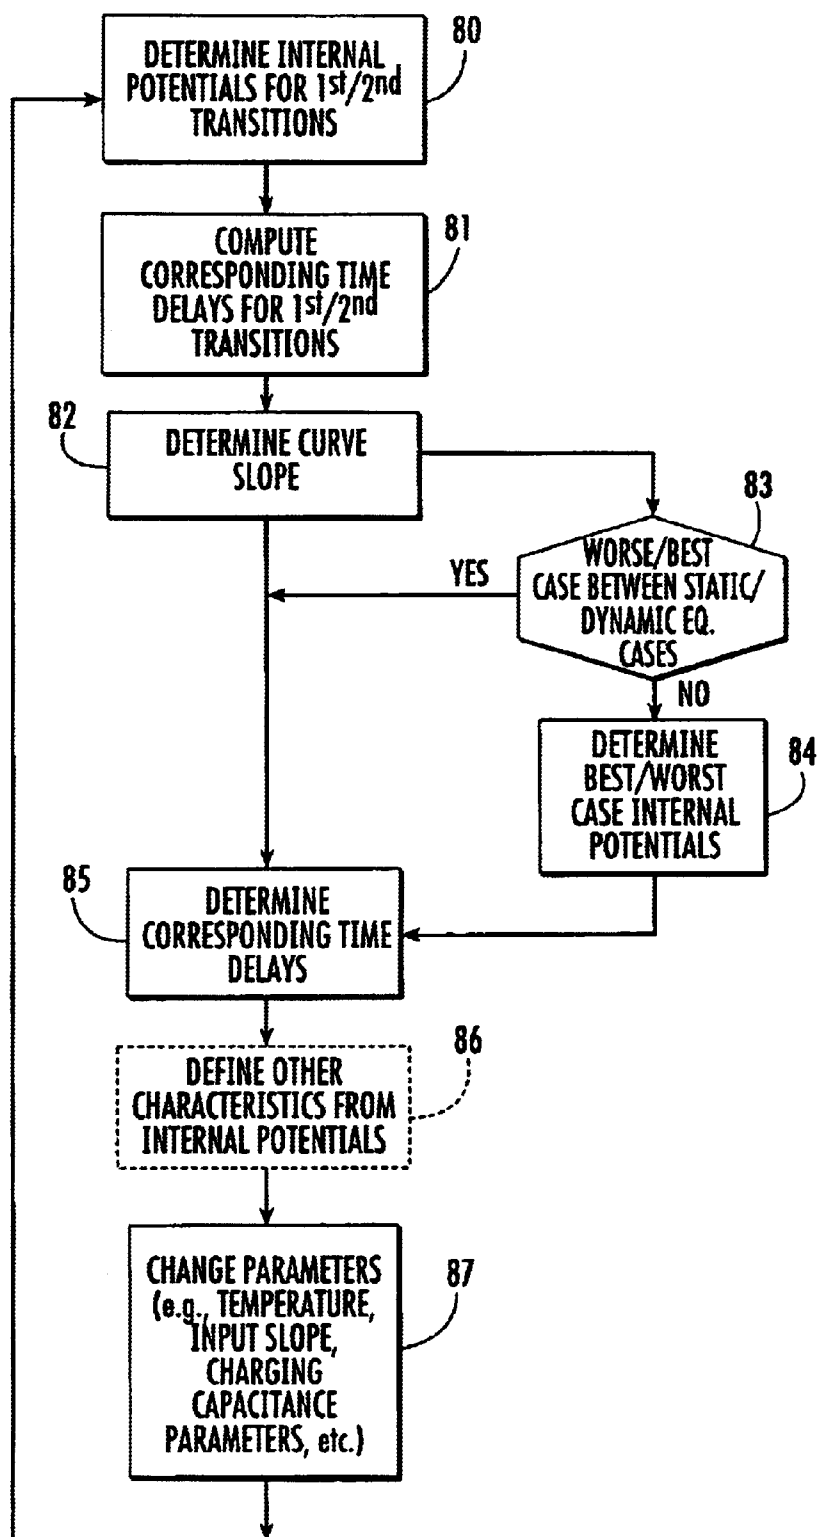 80
DETERMINE INTERNAL
POTENTIALS FOR 1st/2nd
TRANSITIONS
81
COMPUTE
CORRESPONDING TIME
DELAYS FOR 1st/2nd
TRANSITIONS
82
DETERMINE CURVE
SLOPE
83
WORSE/BEST
CASE BETWEEN STATIC/
DYNAMIC EQ.
CASES
YES
NO
84
DETERMINE
BEST/WORST
CASE INTERNAL
POTENTIALS
85
DETERMINE
CORRESPONDING TIME
DELAYS
86
DEFINE OTHER
CHARACTERISTICS FROM
INTERNAL POTENTIALS
87
CHANGE PARAMETERS
(e.g., TEMPERATURE,
INPUT SLOPE,
CHARGING
CAPACITANCE
PARAMETERS, etc.)